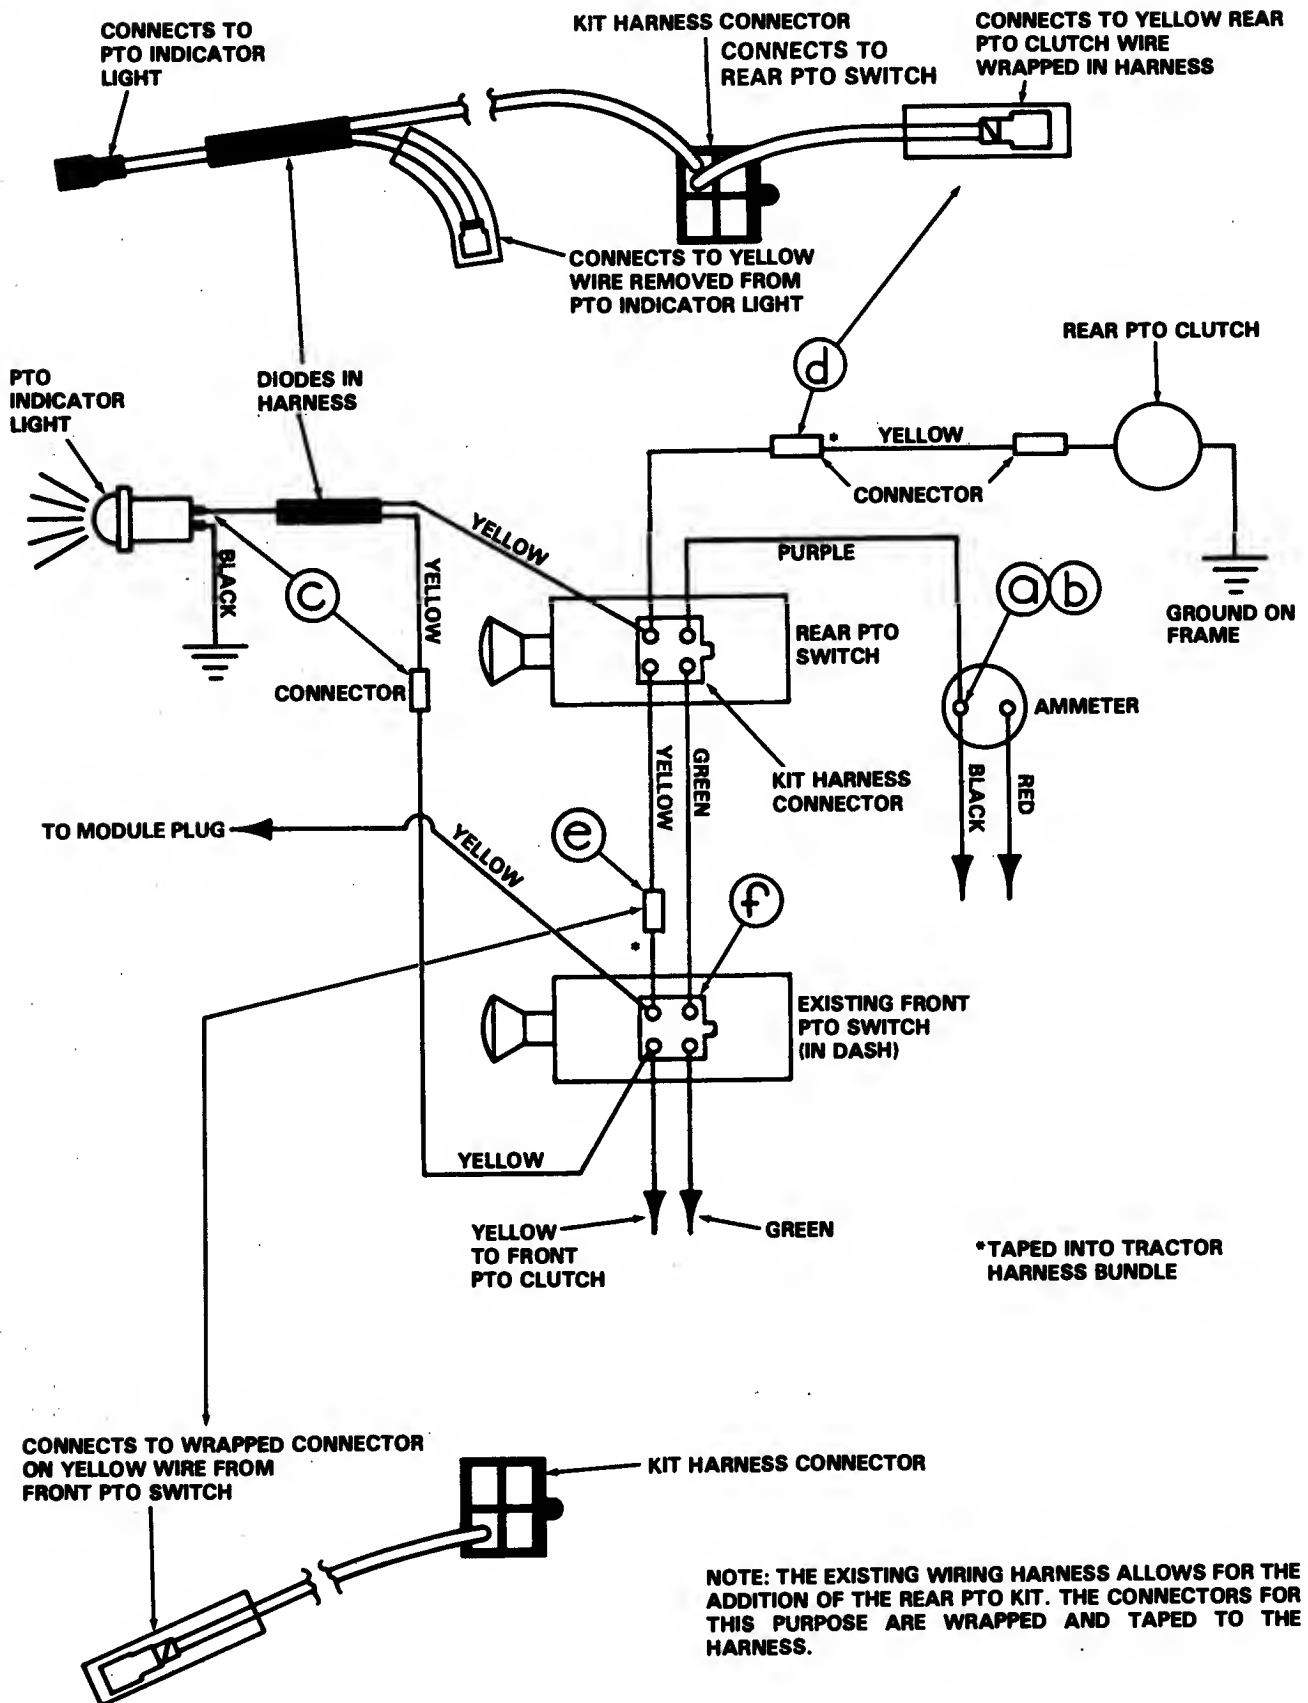 CONNECTS TO
PTO INDICATOR
LIGHT
KIT HARNESS CONNECTOR
CONNECTS TO
REAR PTO SWITCH
CONNECTS TO YELLOW REAR
PTO CLUTCH WIRE
WRAPPED IN HARNESS
CONNECTS TO YELLOW
WIRE REMOVED FROM
PTO INDICATOR LIGHT
REAR PTO CLUTCH
PTO
INDICATOR
LIGHT
DIODES IN
HARNESS
d
*
YELLOW
CONNECTOR
YELLOW
PURPLE
BLACK
c
YELLOW
a b
GROUND ON
FRAME
REAR PTO
SWITCH
CONNECTOR
AMMETER
YELLOW
GREEN
KIT HARNESS
CONNECTOR
BLACK
RED
TO MODULE PLUG
YELLOW
e
f
*
EXISTING FRONT
PTO SWITCH
(IN DASH)
YELLOW
YELLOW
TO FRONT
PTO CLUTCH
GREEN
*TAPED INTO TRACTOR
HARNESS BUNDLE
CONNECTS TO WRAPPED CONNECTOR
ON YELLOW WIRE FROM
FRONT PTO SWITCH
KIT HARNESS CONNECTOR
NOTE: THE EXISTING WIRING HARNESS ALLOWS FOR THE
ADDITION OF THE REAR PTO KIT. THE CONNECTORS FOR
THIS PURPOSE ARE WRAPPED AND TAPED TO THE
HARNESS.